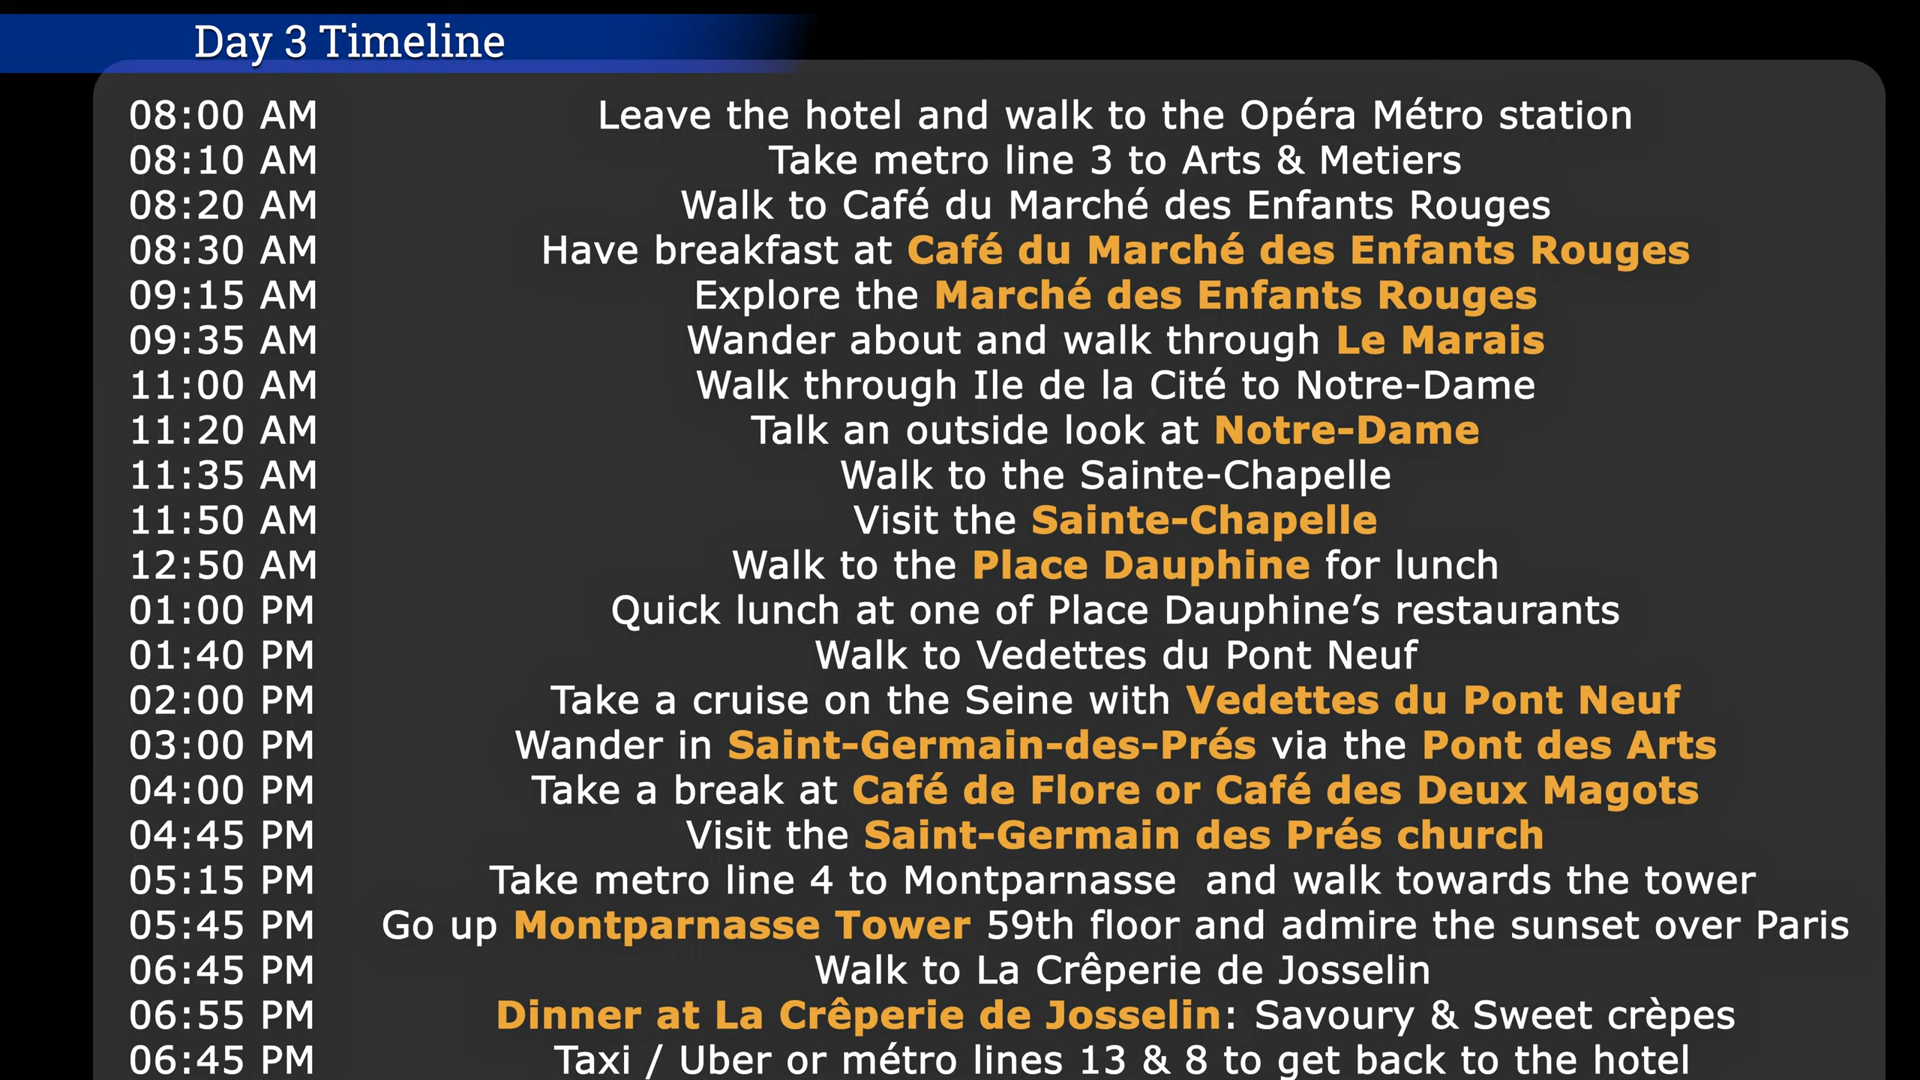 Day 3 Timeline
08:00 AM Leave the hotel and walk to the Opéra Métro station
08:10 AM Take metro line 3 to Arts & Metiers
08:20 AM Walk to Café du Marché des Enfants Rouges
08:30 AM Have breakfast at Café du Marché des Enfants Rouges
09:15 AM Explore the Marché des Enfants Rouges
09:35 AM Wander about and walk through Le Marais
11:00 AM Walk through Ile de la Cité to Notre-Dame
11:20 AM Talk an outside look at Notre-Dame
11:35 AM Walk to the Sainte-Chapelle
11:50 AM Visit the Sainte-Chapelle
12:50 AM Walk to the Place Dauphine for lunch
01:00 PM Quick lunch at one of Place Dauphine’s restaurants
01:40 PM Walk to Vedettes du Pont Neuf
02:00 PM Take a cruise on the Seine with Vedettes du Pont Neuf
03:00 PM Wander in Saint-Germain-des-Prés via the Pont des Arts
04:00 PM Take a break at Café de Flore or Café des Deux Magots
04:45 PM Visit the Saint-Germain des Prés church
05:15 PM Take metro line 4 to Montparnasse and walk towards the tower
05:45 PM Go up Montparnasse Tower 59th floor and admire the sunset over Paris
06:45 PM Walk to La Crêperie de Josselin
06:55 PM Dinner at La Crêperie de Josselin: Savoury & Sweet crèpes
06:45 PM Taxi / Uber or métro lines 13 & 8 to get back to the hotel